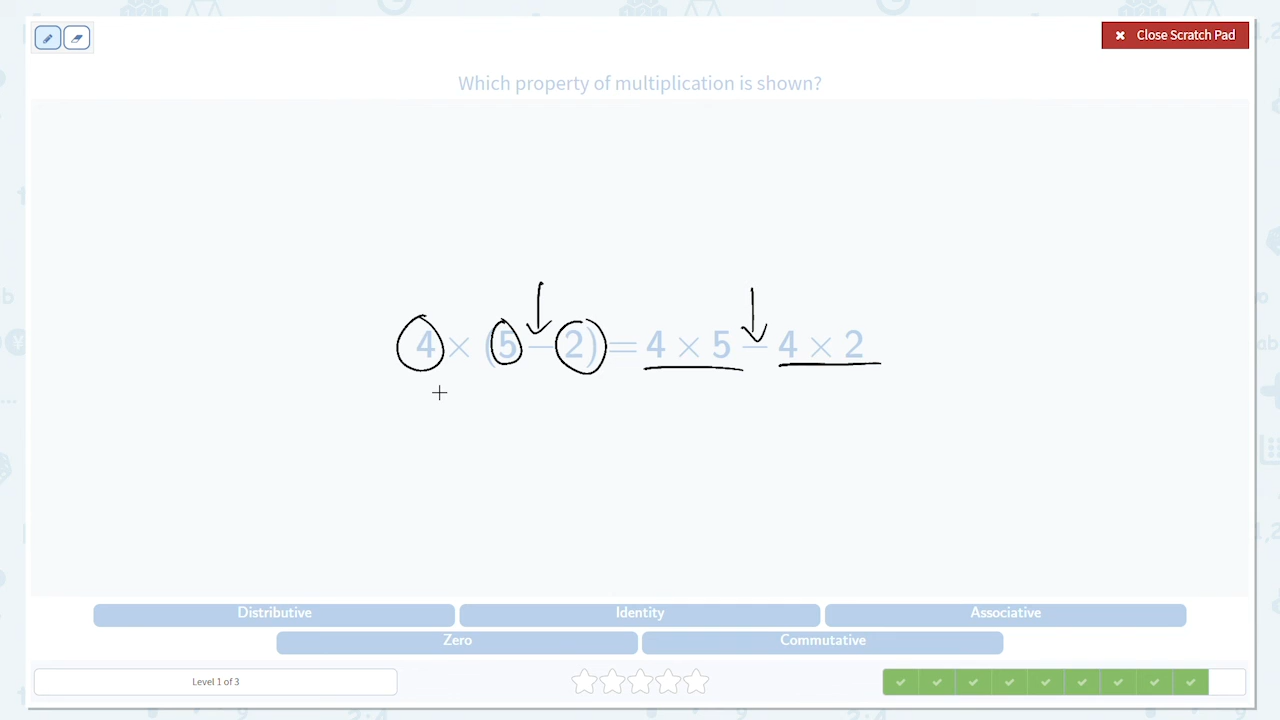 ✖ Close Scratch Pad
Which property of multiplication is shown?
4 × (5 − 2) = 4 × 5 − 4 × 2
Distributive
Identity
Associative
Zero
Commutative
Level 1 of 3